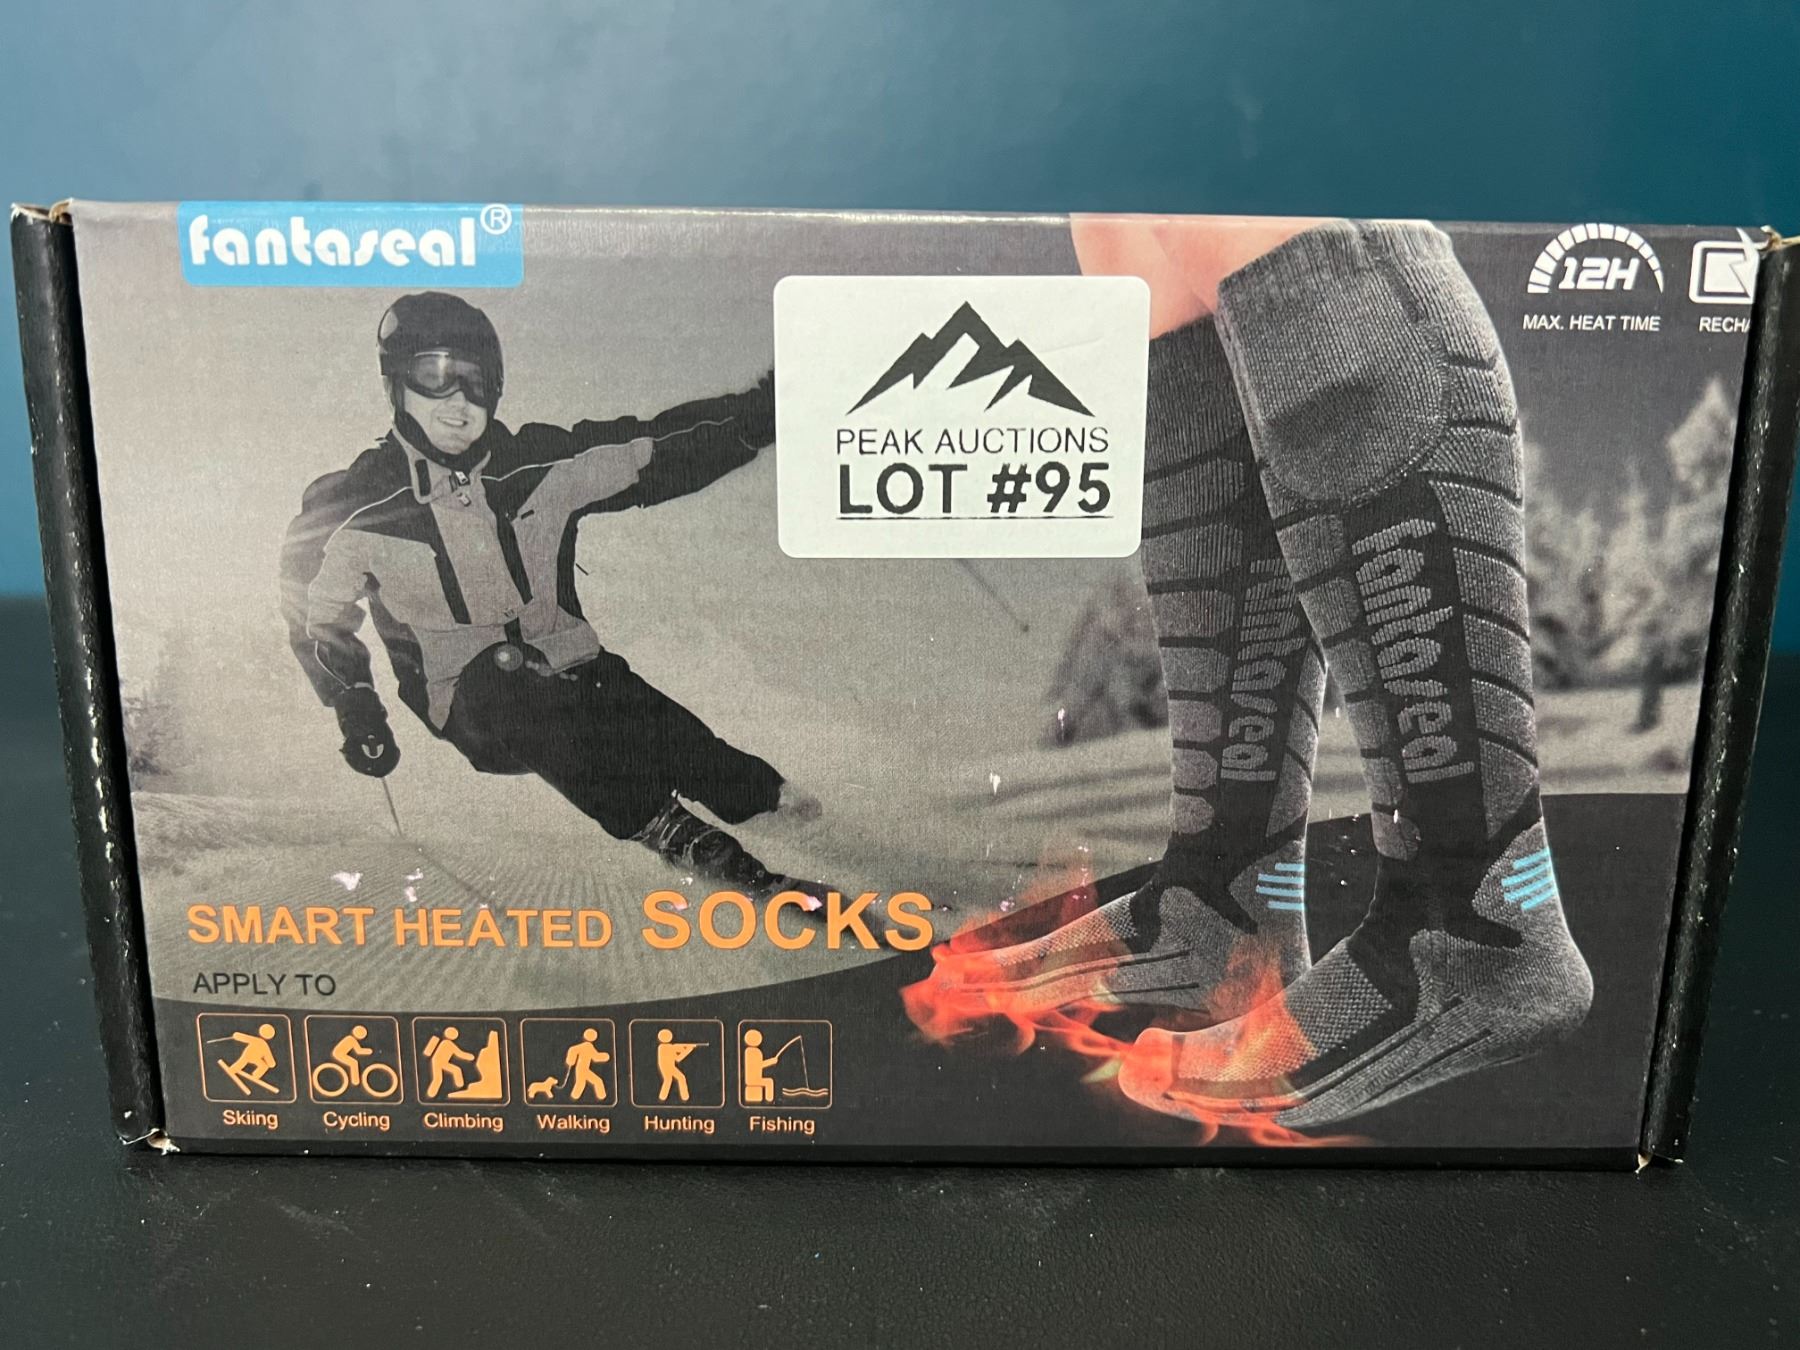 fantaseal®
12H
MAX. HEAT TIME
PEAK AUCTIONS
LOT #95
fantaseal
fantaseal
SMART HEATED SOCKS
APPLY TO
Skiing
Cycling
Climbing
Walking
Hunting
Fishing